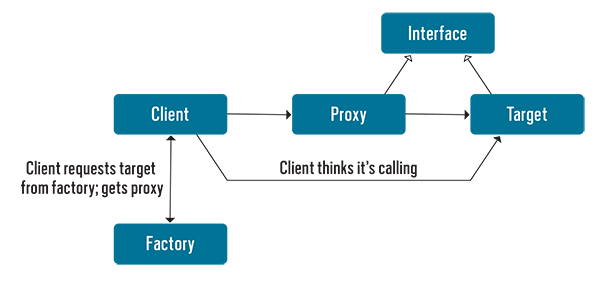 Interface
Client
Proxy
Target
Client requests target
from factory; gets proxy
Client thinks it's calling
Factory